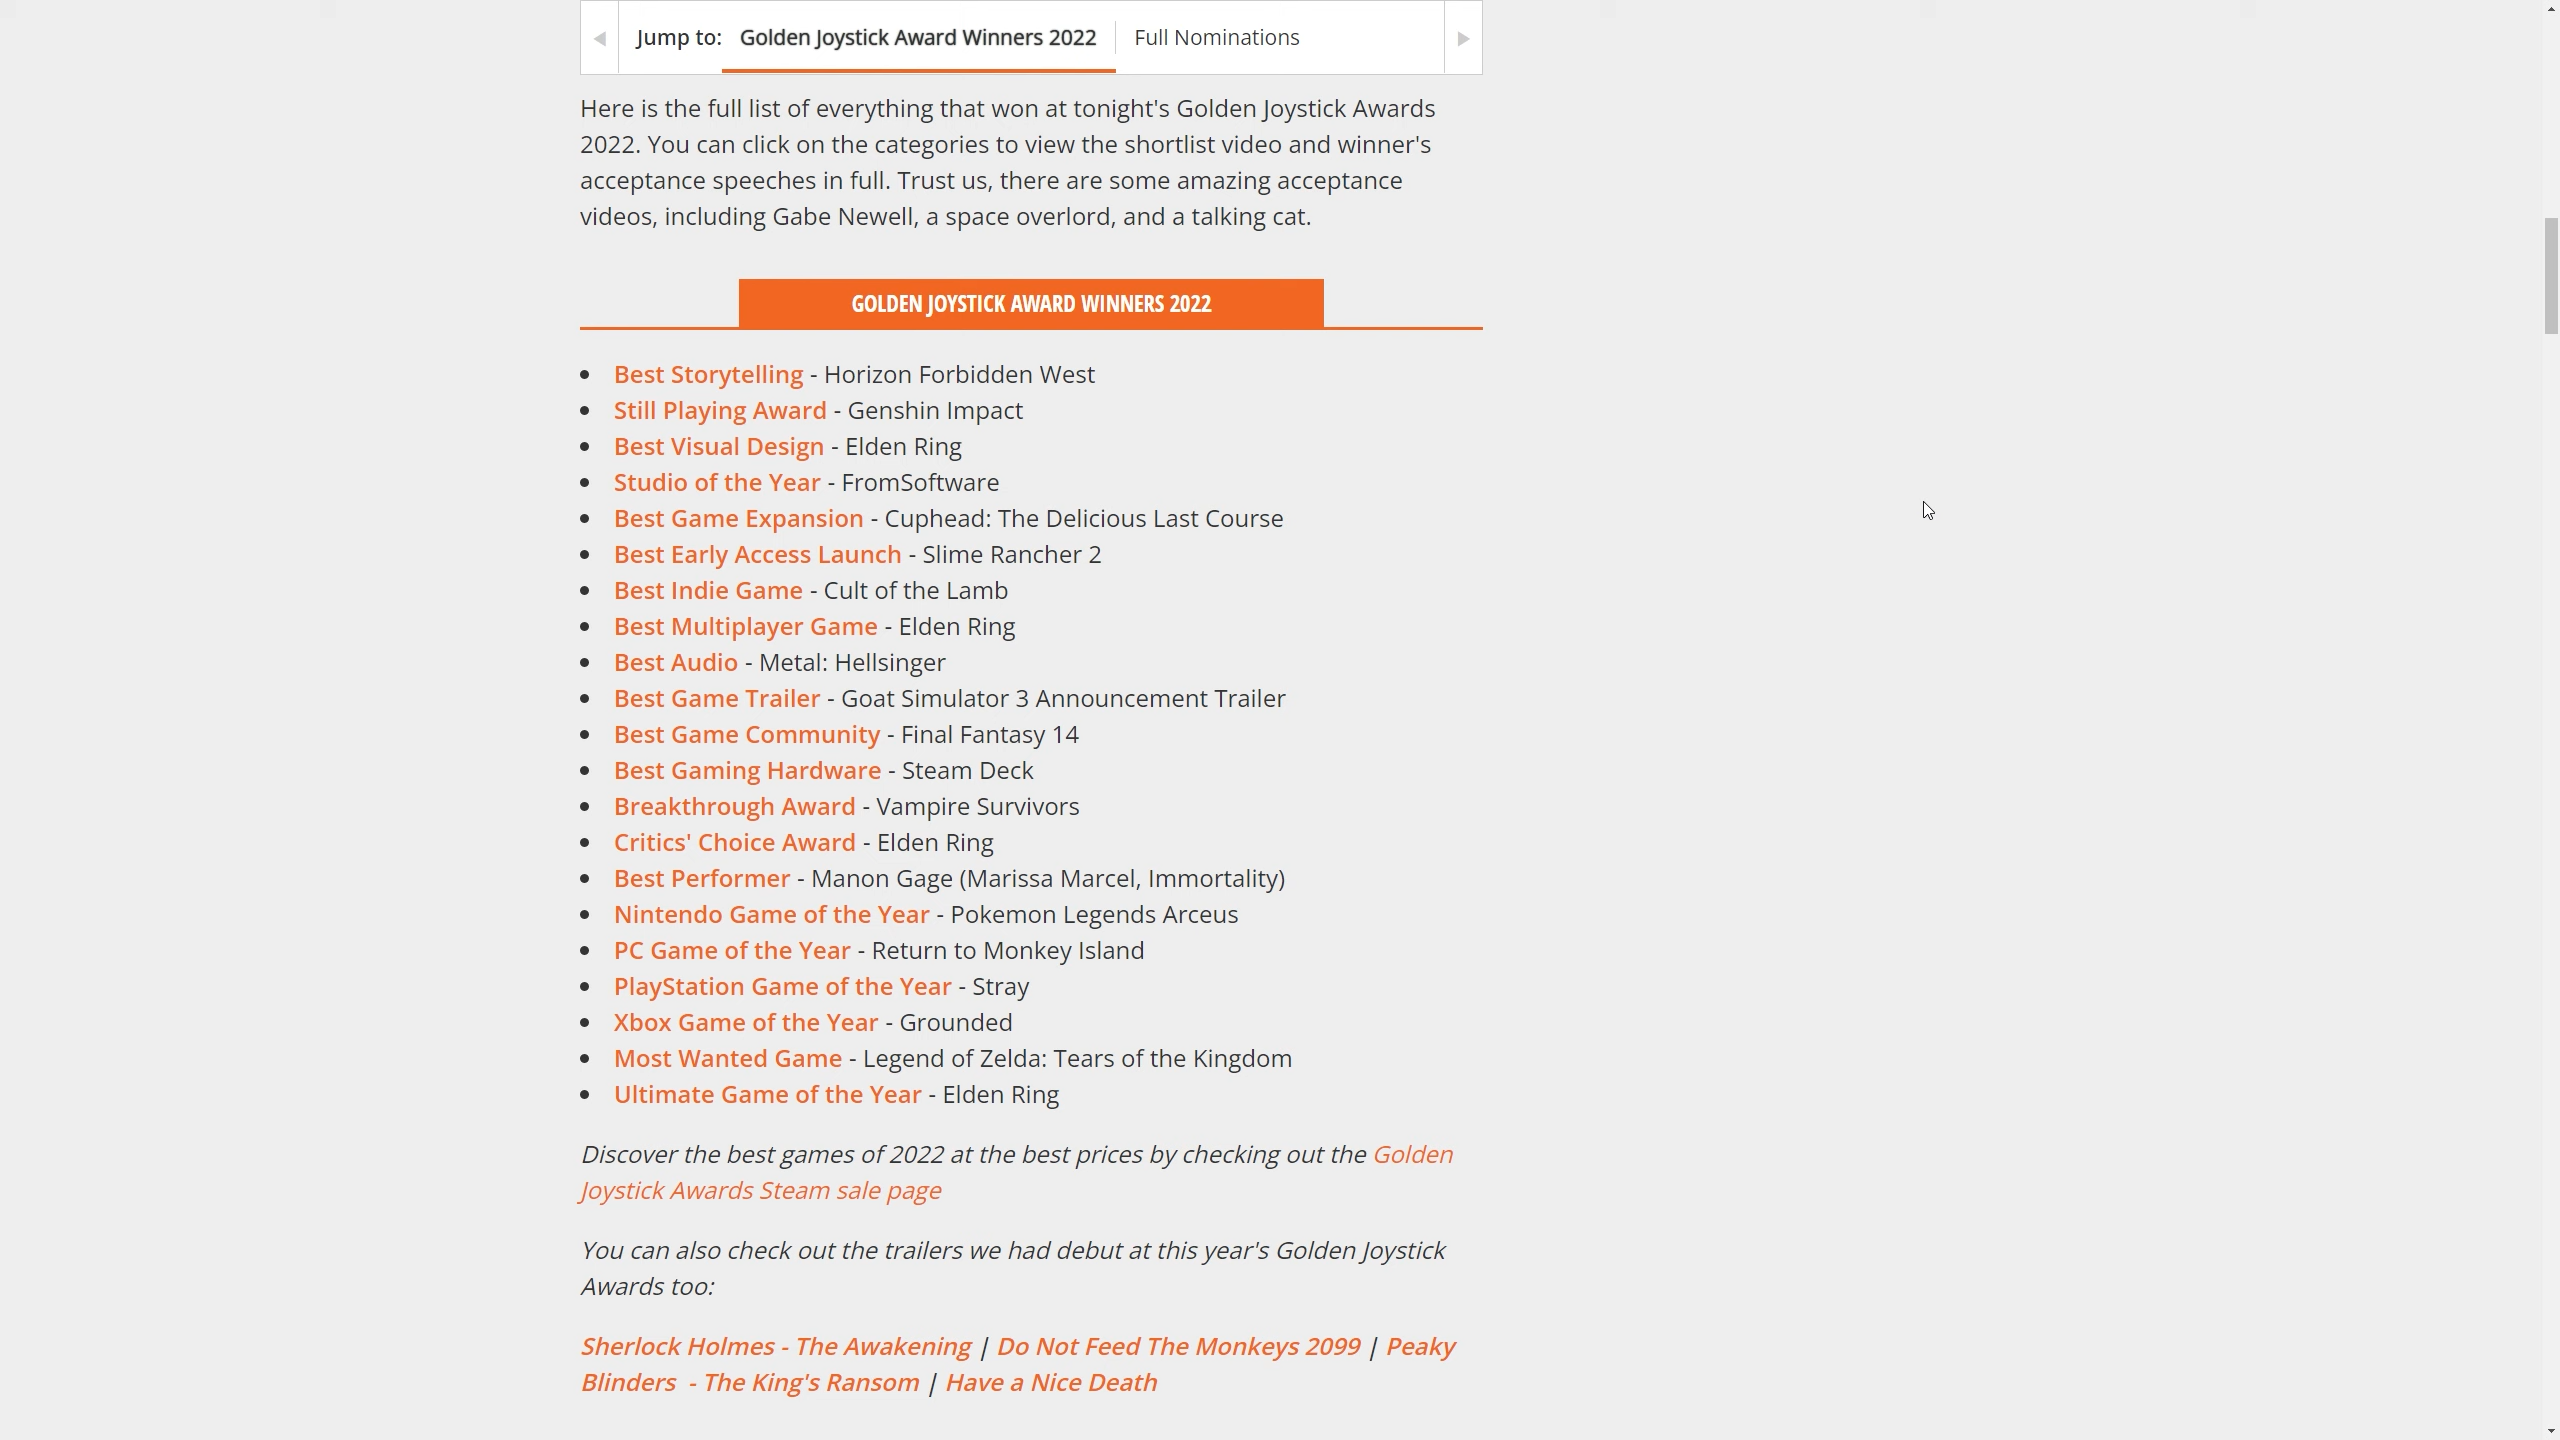 Jump to: Golden Joystick Award Winners 2022 Full Nominations
Here is the full list of everything that won at tonight's Golden Joystick Awards
2022. You can click on the categories to view the shortlist video and winner's
acceptance speeches in full. Trust us, there are some amazing acceptance
videos, including Gabe Newell, a space overlord, and a talking cat.
GOLDEN JOYSTICK AWARD WINNERS 2022
Best Storytelling - Horizon Forbidden West
Still Playing Award - Genshin Impact
Best Visual Design - Elden Ring
Studio of the Year - FromSoftware
Best Game Expansion - Cuphead: The Delicious Last Course
Best Early Access Launch - Slime Rancher 2
Best Indie Game - Cult of the Lamb
Best Multiplayer Game - Elden Ring
Best Audio - Metal: Hellsinger
Best Game Trailer - Goat Simulator 3 Announcement Trailer
Best Game Community - Final Fantasy 14
Best Gaming Hardware - Steam Deck
Breakthrough Award - Vampire Survivors
Critics' Choice Award - Elden Ring
Best Performer - Manon Gage (Marissa Marcel, Immortality)
Nintendo Game of the Year - Pokemon Legends Arceus
PC Game of the Year - Return to Monkey Island
PlayStation Game of the Year - Stray
Xbox Game of the Year - Grounded
Most Wanted Game - Legend of Zelda: Tears of the Kingdom
Ultimate Game of the Year - Elden Ring
Discover the best games of 2022 at the best prices by checking out the Golden
Joystick Awards Steam sale page
You can also check out the trailers we had debut at this year's Golden Joystick
Awards too:
Sherlock Holmes - The Awakening | Do Not Feed The Monkeys 2099 | Peaky
Blinders - The King's Ransom | Have a Nice Death